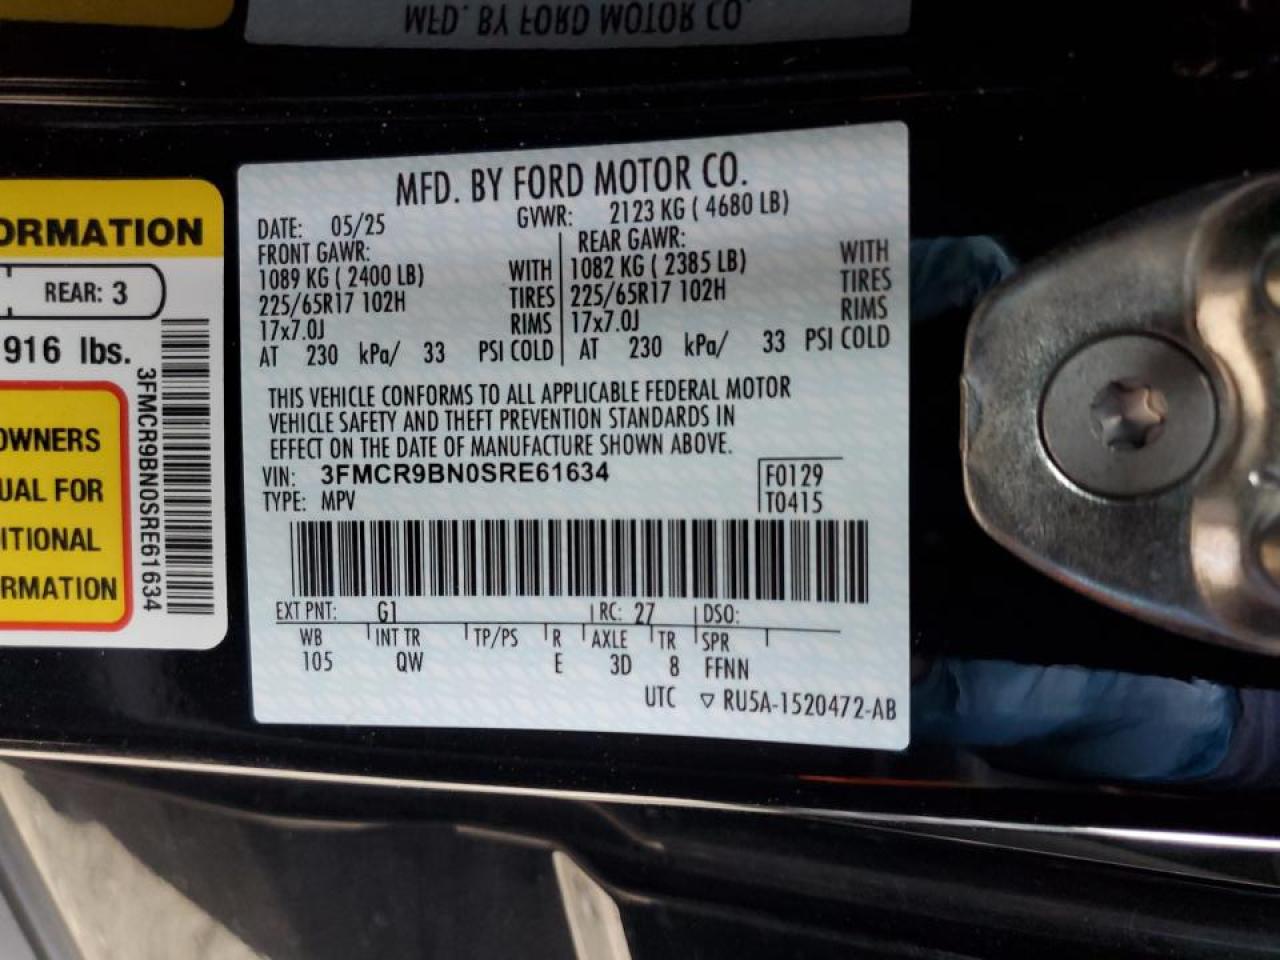 MFD. BY FORD MOTOR CO.
ORMATION
REAR: 3
916 lbs.
OWNERS
UAL FOR
ITIONAL
RMATION
3FMCR9BN0SRE61634
MFD. BY FORD MOTOR CO.
DATE: 05/25 GVWR: 2123 KG ( 4680 LB)
FRONT GAWR: REAR GAWR:
1089 KG ( 2400 LB) WITH 1082 KG ( 2385 LB) WITH
225/65R17 102H TIRES 225/65R17 102H TIRES
17x7.0J RIMS 17x7.0J RIMS
AT 230 kPa/ 33 PSI COLD AT 230 kPa/ 33 PSI COLD
THIS VEHICLE CONFORMS TO ALL APPLICABLE FEDERAL MOTOR
VEHICLE SAFETY AND THEFT PREVENTION STANDARDS IN
EFFECT ON THE DATE OF MANUFACTURE SHOWN ABOVE.
VIN: 3FMCR9BN0SRE61634 F0129
TYPE: MPV T0415
EXT PNT: G1 RC: 27 DSO:
WB INT TR TP/PS R AXLE TR SPR
105 QW E 3D 8 FFNN
UTC ▽ RU5A-1520472-AB